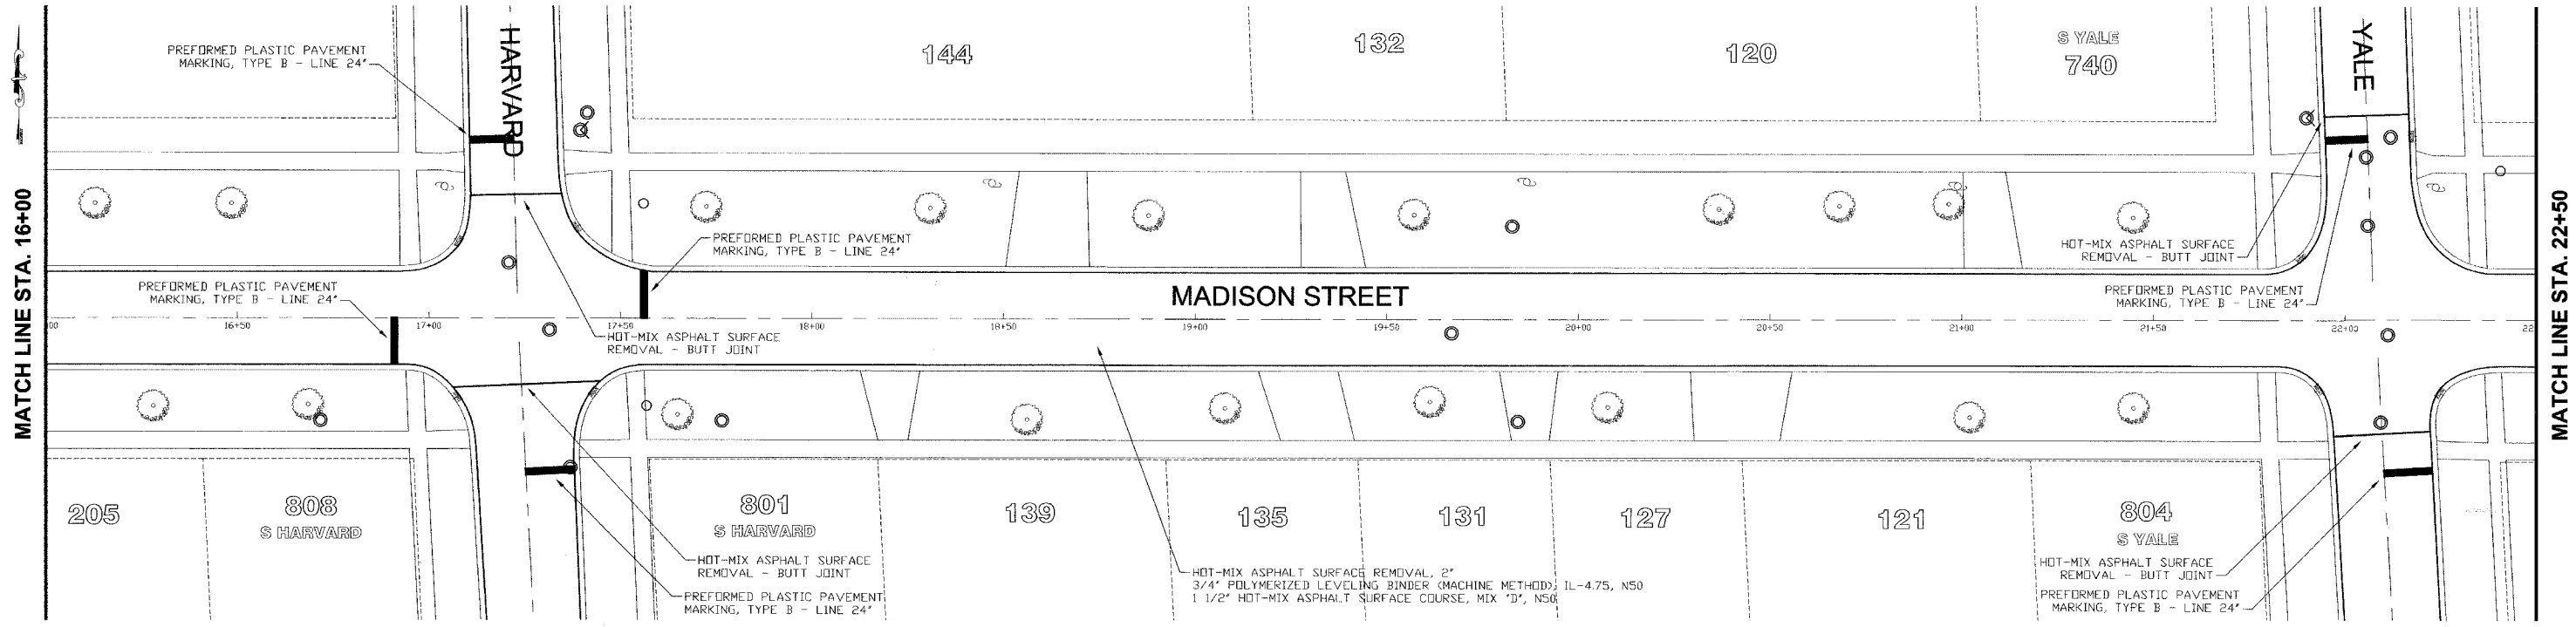 MATCH LINE STA. 16+00
PREFORMED PLASTIC PAVEMENT
MARKING, TYPE B - LINE 24"
HARVARD
144
132
120
S YALE
740
YALE
MATCH LINE STA. 22+50
PREFORMED PLASTIC PAVEMENT
MARKING, TYPE B - LINE 24"
HOT-MIX ASPHALT SURFACE
REMOVAL - BUTT JOINT
PREFORMED PLASTIC PAVEMENT
MARKING, TYPE B - LINE 24"
MADISON STREET
PREFORMED PLASTIC PAVEMENT
MARKING, TYPE B - LINE 24"
00
16+50
17+00
17+50
18+00
18+50
19+00
19+50
20+00
20+50
21+00
21+50
22+00
22
HOT-MIX ASPHALT SURFACE
REMOVAL - BUTT JOINT
205
808
S HARVARD
801
S HARVARD
139
135
131
127
121
804
S YALE
HOT-MIX ASPHALT SURFACE
REMOVAL - BUTT JOINT
PREFORMED PLASTIC PAVEMENT
MARKING, TYPE B - LINE 24"
HOT-MIX ASPHALT SURFACE REMOVAL, 2"
3/4" POLYMERIZED LEVELING BINDER (MACHINE METHOD), IL-4.75, N50
1 1/2" HOT-MIX ASPHALT SURFACE COURSE, MIX "D", N50
HOT-MIX ASPHALT SURFACE
REMOVAL - BUTT JOINT
PREFORMED PLASTIC PAVEMENT
MARKING, TYPE B - LINE 24"